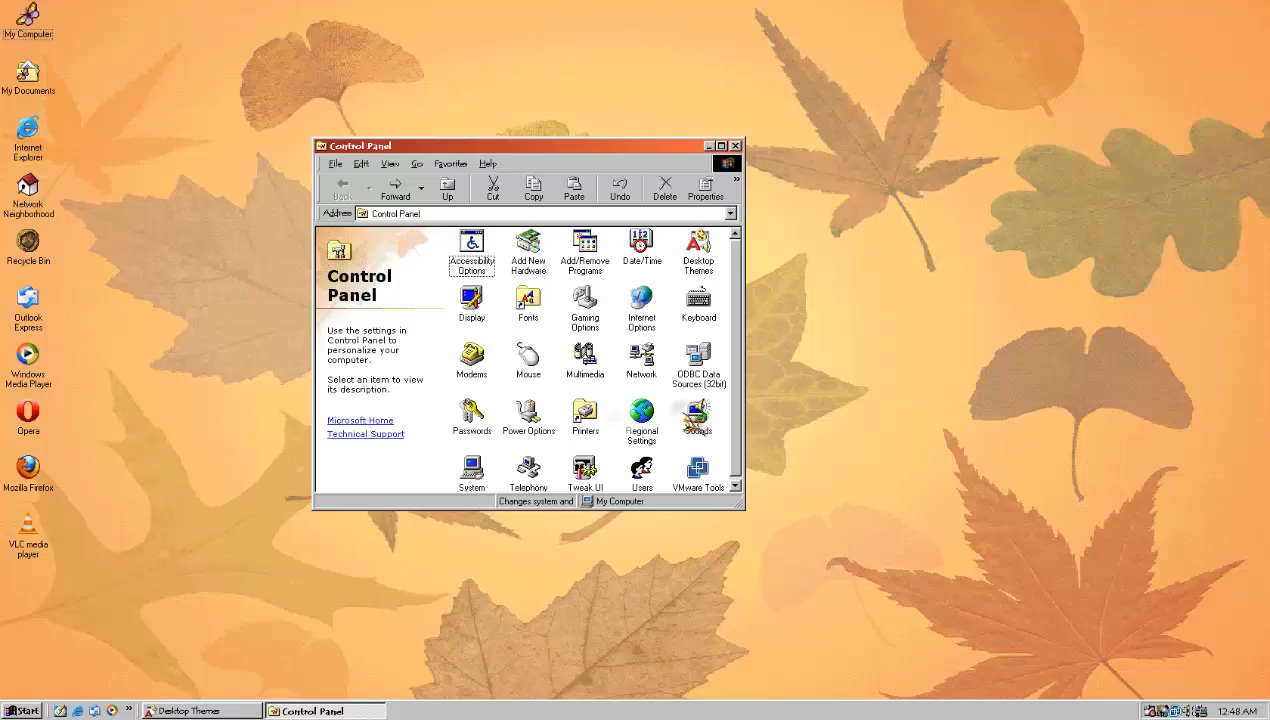 My Computer
My Documents
Internet
Explorer
Network
Neighborhood
Recycle Bin
Outlook
Express
Windows
Media Player
Opera
Mozilla Firefox
VLC media
player
Control Panel
File Edit View Go Favorites Help
Back Forward Up Cut Copy Paste Undo Delete Properties »
Address Control Panel
Control
Panel
Use the settings in
Control Panel to
personalize your
computer.
Select an item to view
its description.
Microsoft Home
Technical Support
Accessibility
Options
Add New
Hardware
Add/Remove
Programs
Date/Time
Desktop
Themes
Display
Fonts
Gaming
Options
Internet
Options
Keyboard
Modems
Mouse
Multimedia
Network
ODBC Data
Sources (32bit)
Passwords
Power Options
Printers
Regional
Settings
Sounds
System
Telephony
Tweak UI
Users
VMware Tools
Changes system and My Computer
Start » Desktop Themes Control Panel 12:48 AM